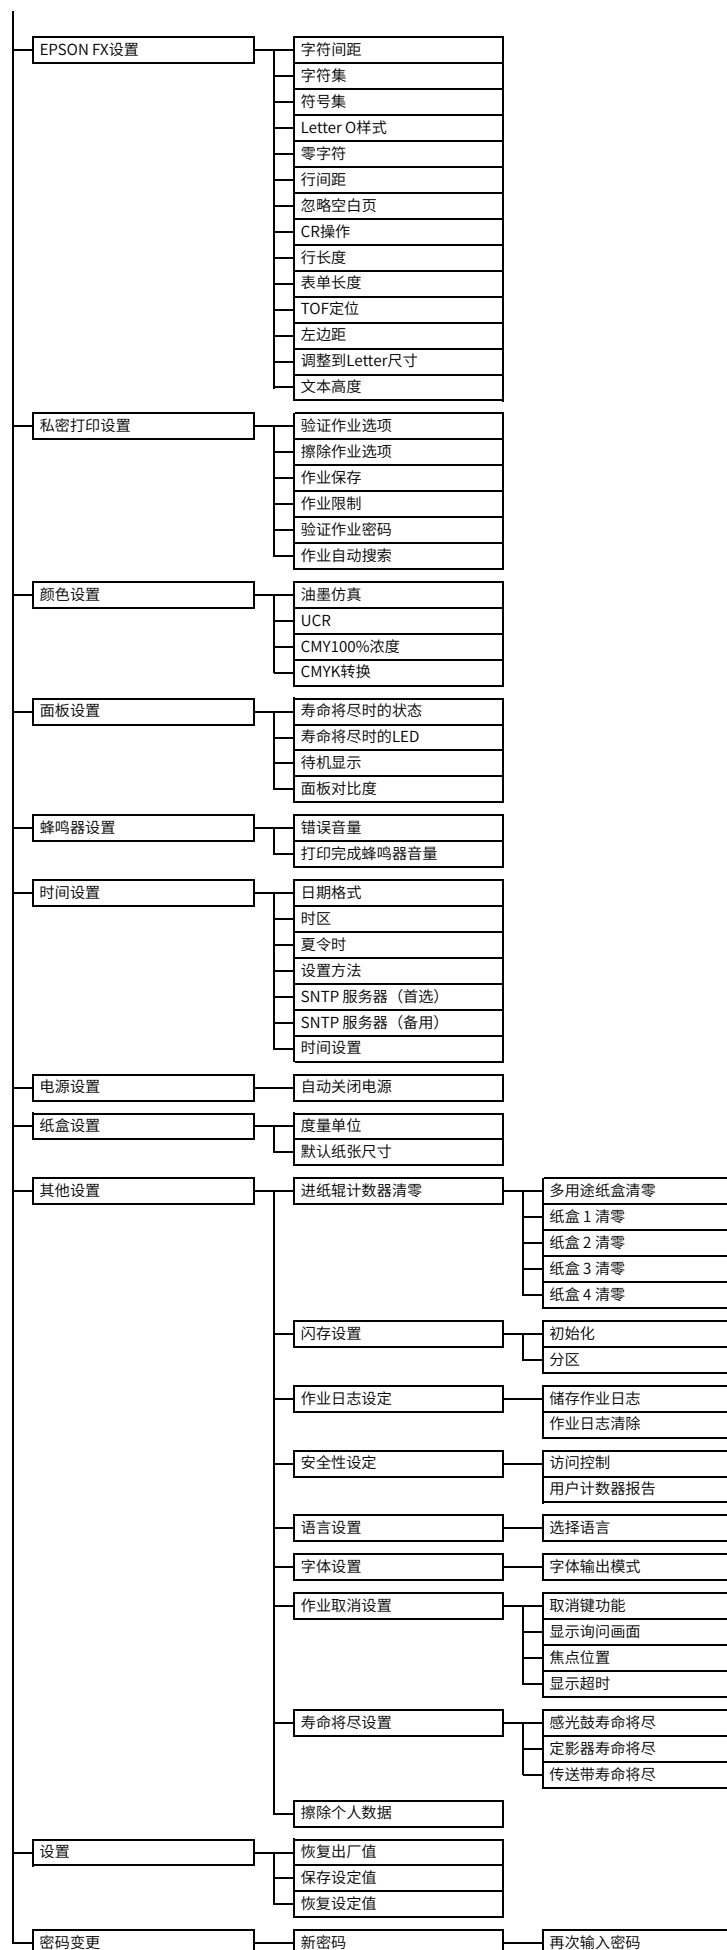 EPSON FX设置
字符间距
字符集
符号集
Letter O样式
零字符
行间距
忽略空白页
CR操作
行长度
表单长度
TOF定位
左边距
调整到Letter尺寸
文本高度
私密打印设置
验证作业选项
擦除作业选项
作业保存
作业限制
验证作业密码
作业自动搜索
颜色设置
油墨仿真
UCR
CMY100%浓度
CMYK转换
面板设置
寿命将尽时的状态
寿命将尽时的LED
待机显示
面板对比度
蜂鸣器设置
错误音量
打印完成蜂鸣器音量
时间设置
日期格式
时区
夏令时
设置方法
SNTP 服务器（首选）
SNTP 服务器（备用）
时间设置
电源设置
自动关闭电源
纸盒设置
度量单位
默认纸张尺寸
其他设置
进纸辊计数器清零
多用途纸盒清零
纸盒 1 清零
纸盒 2 清零
纸盒 3 清零
纸盒 4 清零
闪存设置
初始化
分区
作业日志设定
储存作业日志
作业日志清除
安全性设定
访问控制
用户计数器报告
语言设置
选择语言
字体设置
字体输出模式
作业取消设置
取消键功能
显示询问画面
焦点位置
显示超时
寿命将尽设置
感光鼓寿命将尽
定影器寿命将尽
传送带寿命将尽
擦除个人数据
设置
恢复出厂值
保存设定值
恢复设定值
密码变更
新密码
再次输入密码